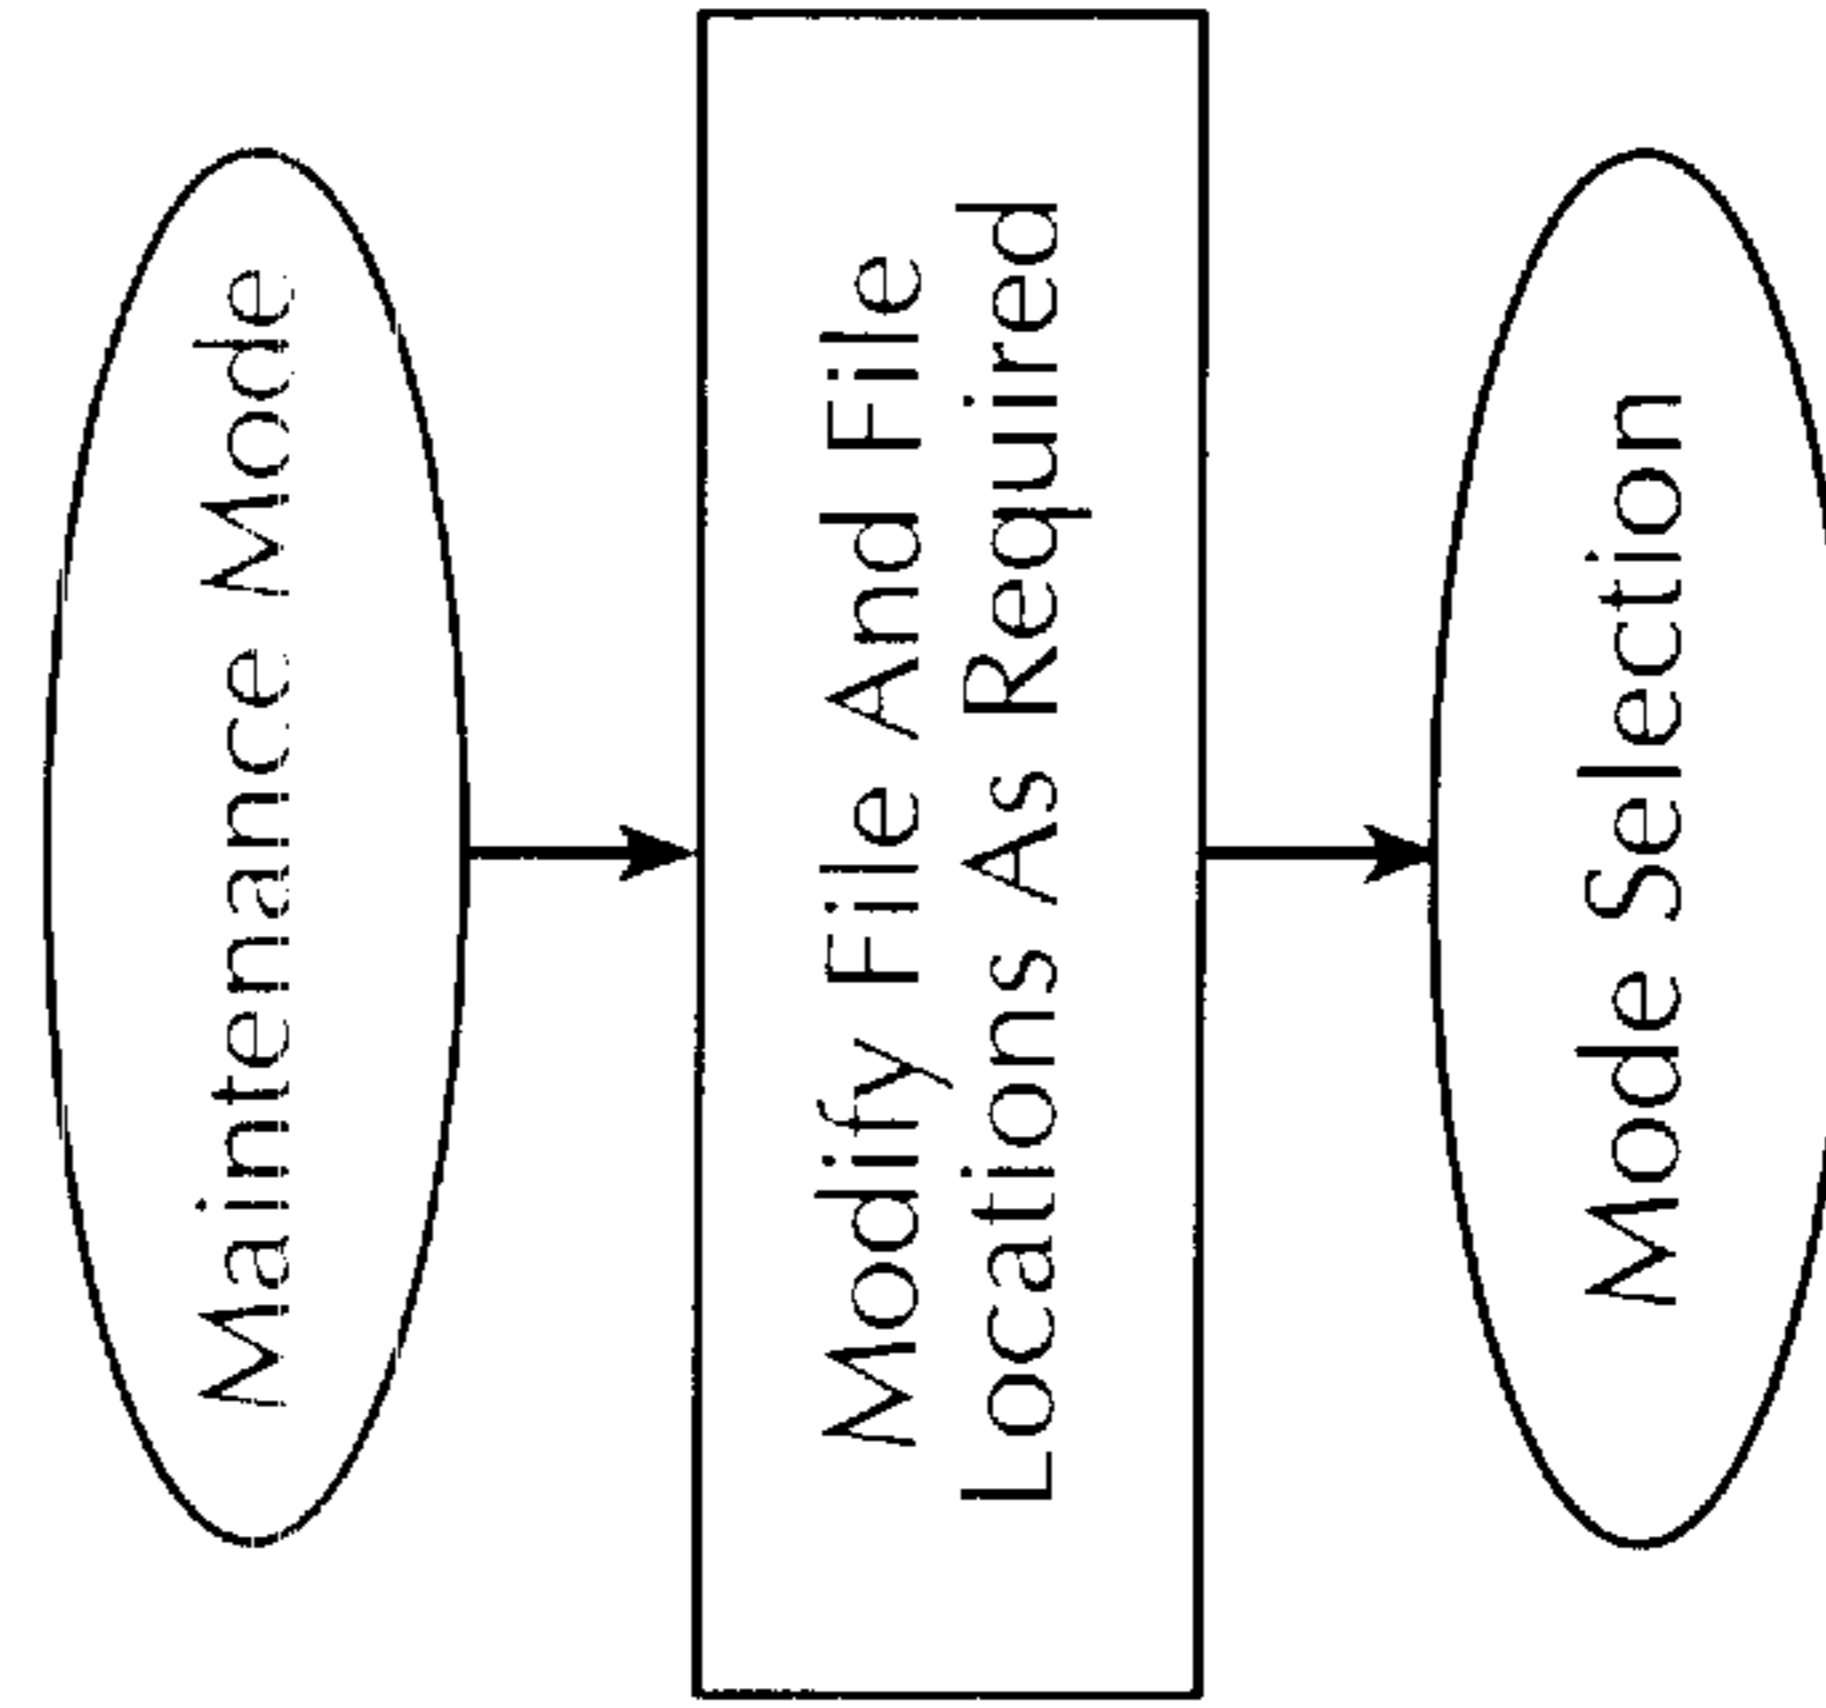 Maintenance Mode
Modify File And File
Locations As Required
Mode Selection